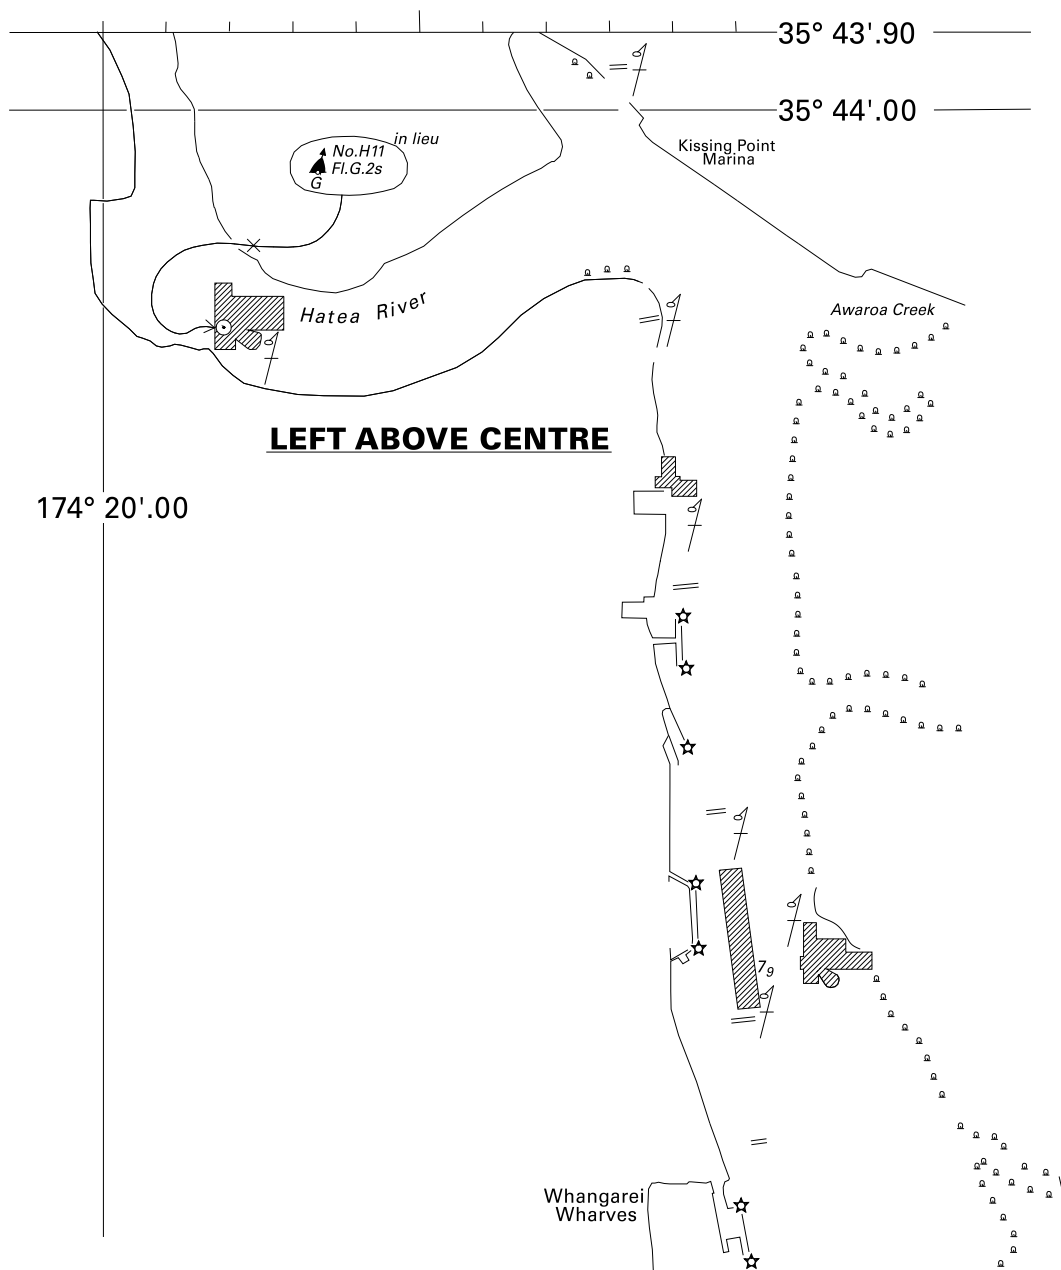 35° 43'.90
35° 44'.00
in lieu
No.H11
Fl.G.2s
G
Kissing Point
Marina
Hatea River
Awaroa Creek
LEFT ABOVE CENTRE
174° 20'.00
7₉
Whangarei
Wharves